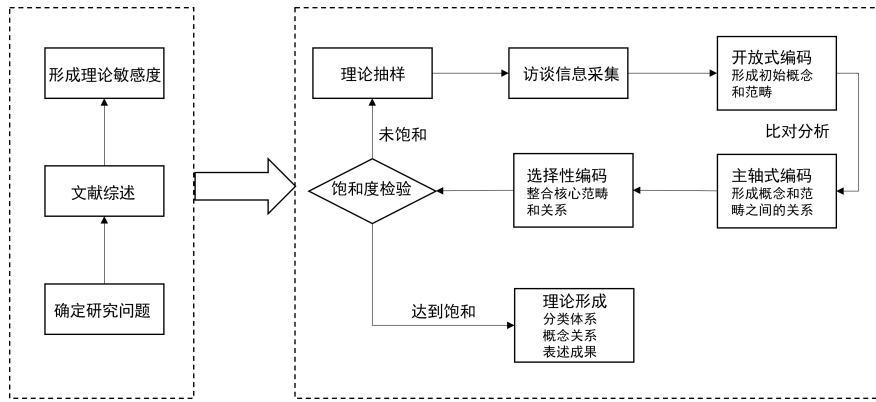 形成理论敏感度
文献综述
确定研究问题
理论抽样
访谈信息采集
开放式编码
形成初始概念
和范畴
比对分析
主轴式编码
形成概念和范
畴之间的关系
选择性编码
整合核心范畴
和关系
饱和度检验
未饱和
达到饱和
理论形成
分类体系
概念关系
表述成果